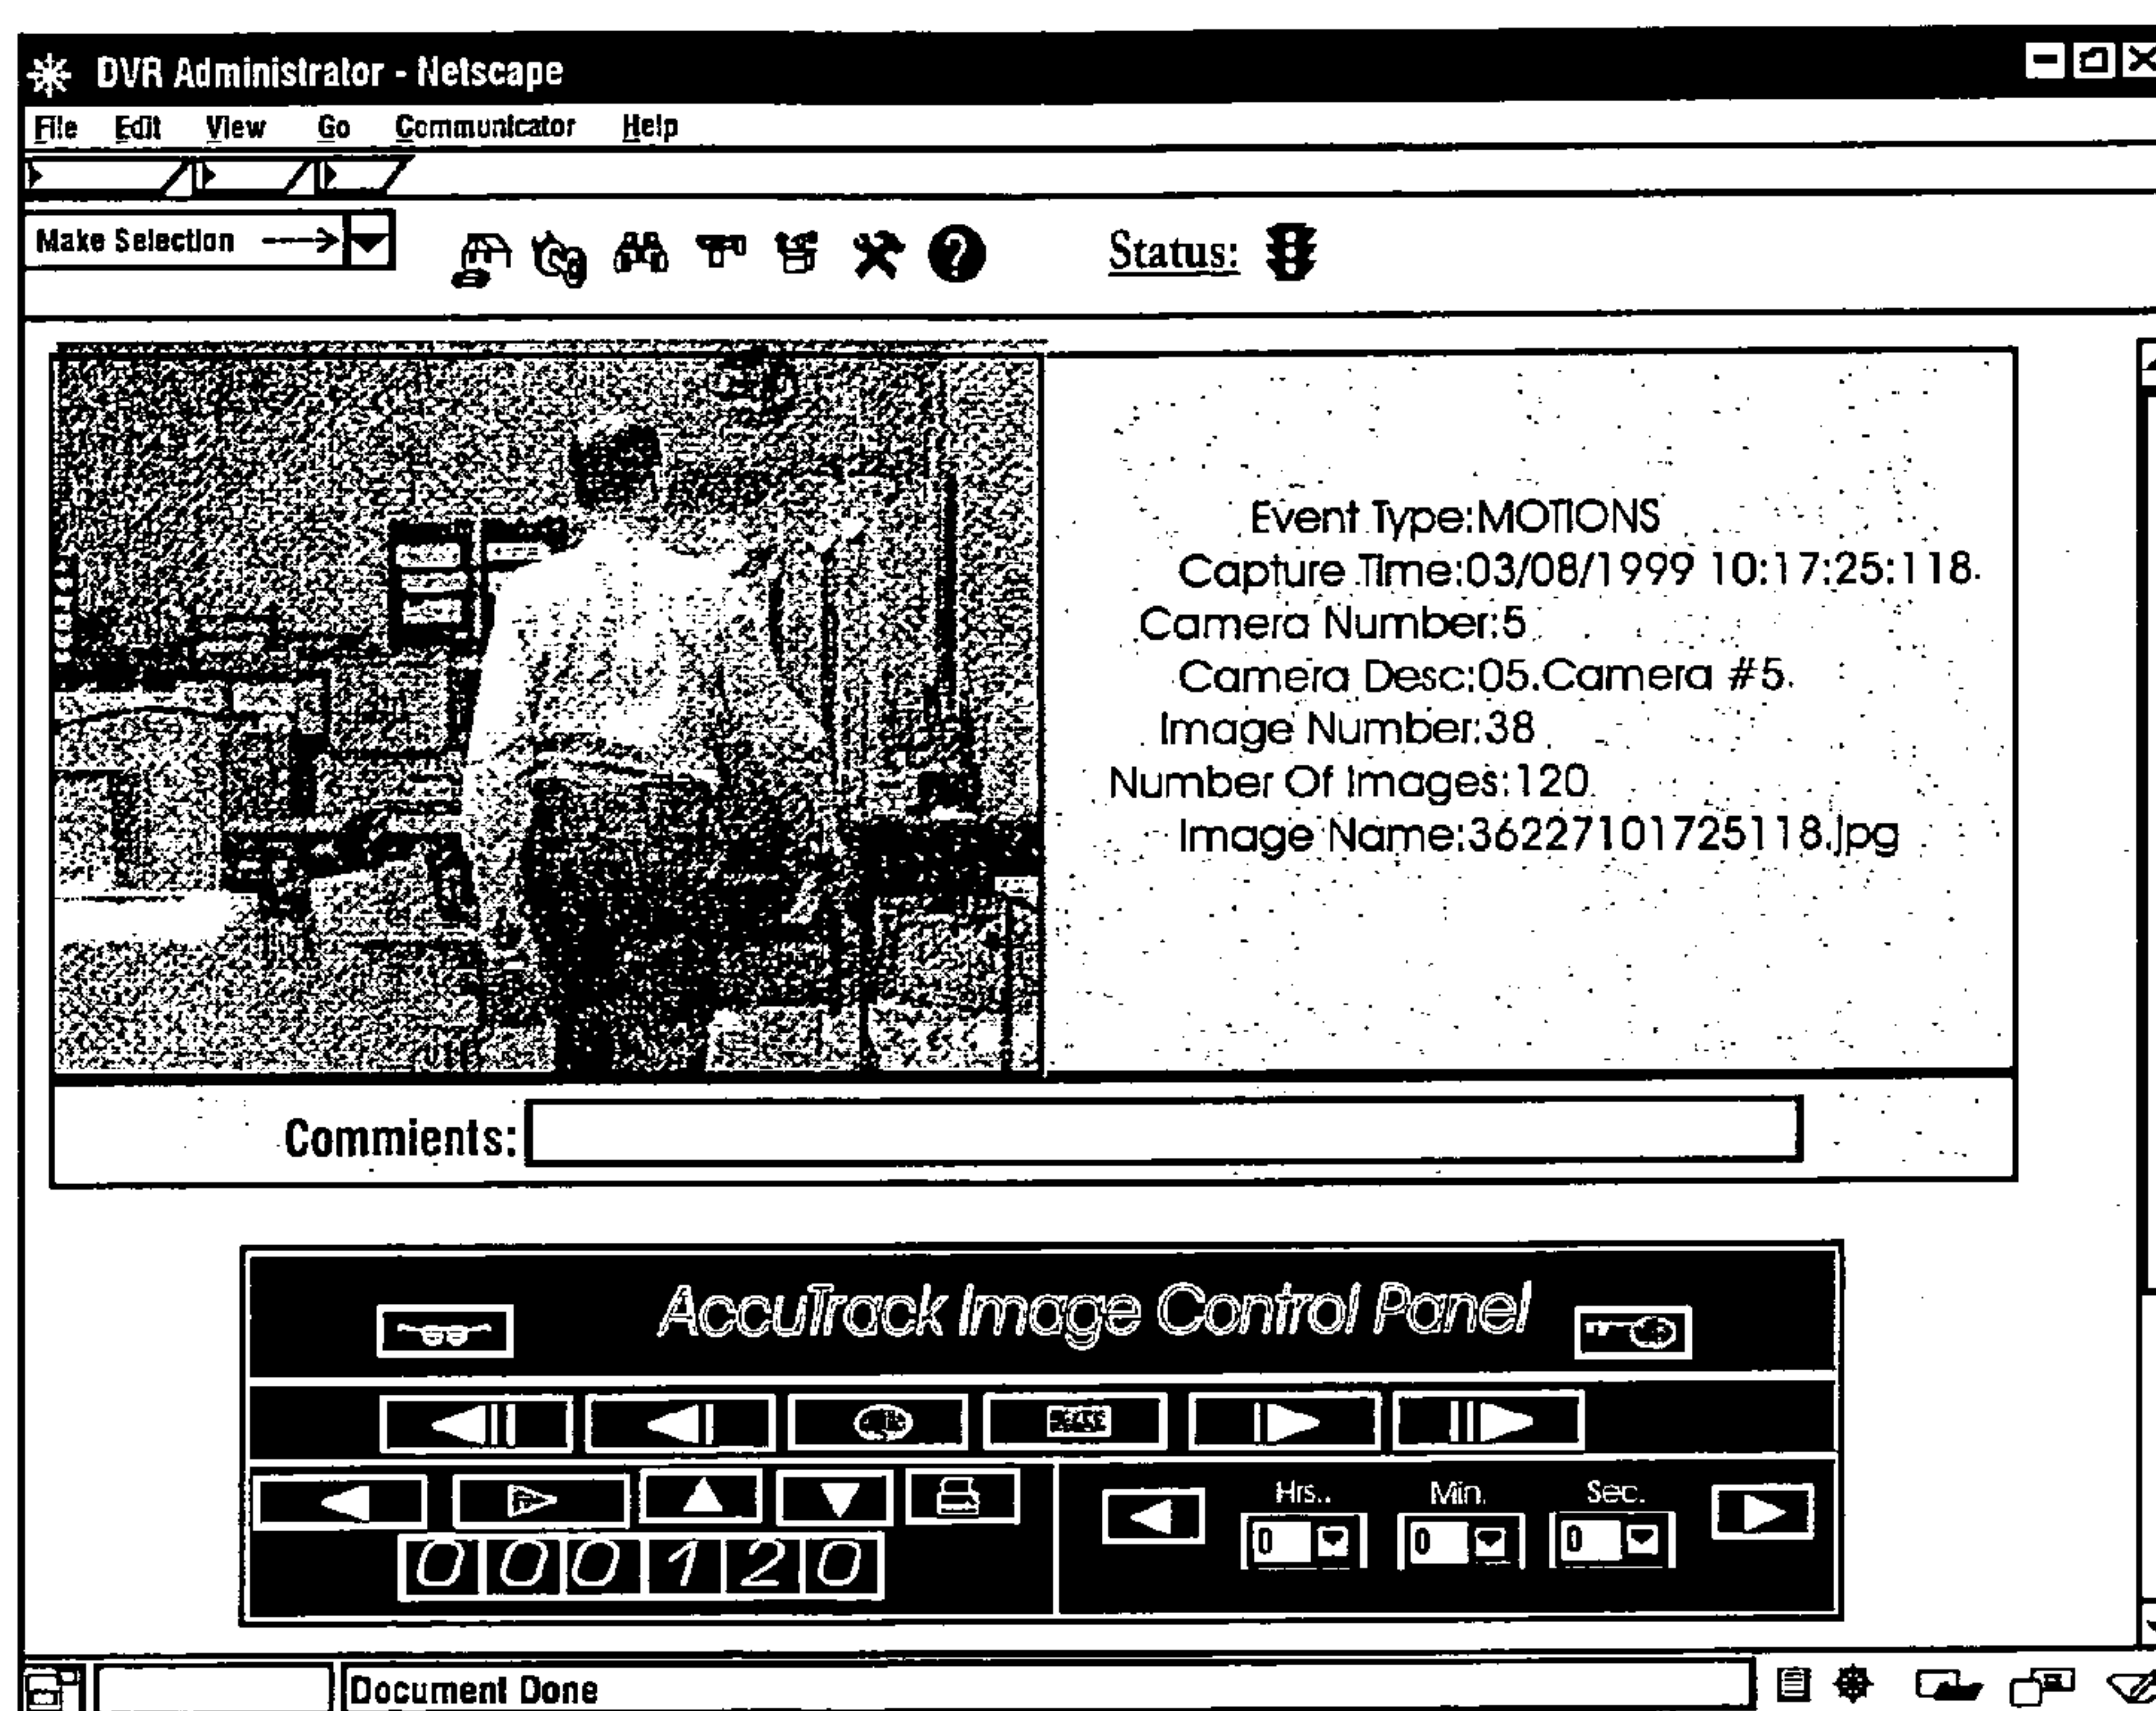 DVR Administrator - Netscape
File Edit View Go Communicator Help
Make Selection
Status:
Event Type:MOTIONS
Capture Time:03/08/1999 10:17:25:118
Camera Number:5
Camera Desc:05.Camera #5
Image Number:38
Number Of Images:120
Image Name:36227101725118.jpg
Commients:
AccuTrack Image Control Panel
Hrs.. Min. Sec.
000120
0 0 0
Document Done